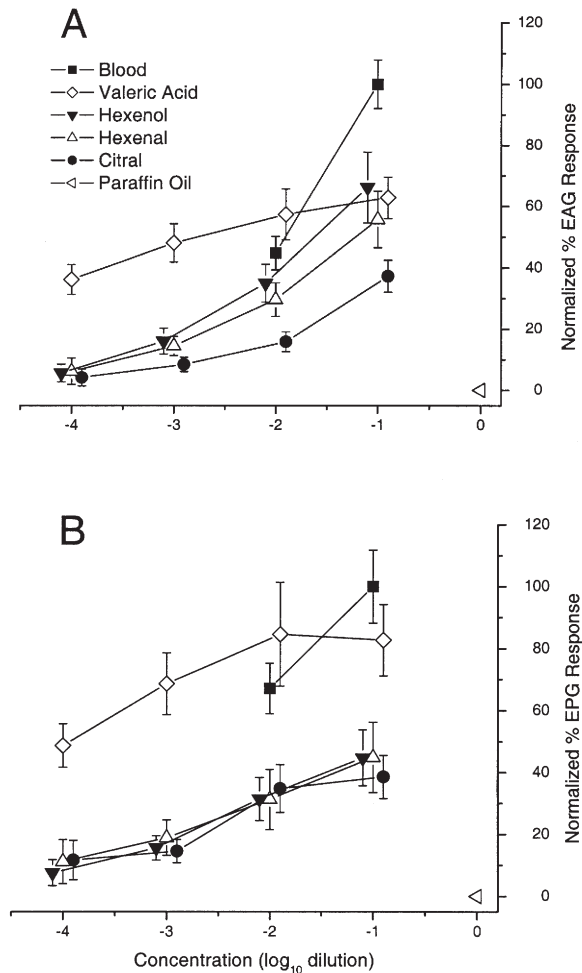 A
Blood
Valeric Acid
Hexenol
Hexenal
Citral
Paraffin Oil
120
100
80
60
40
20
0
Normalized % EAG Response
-4
-3
-2
-1
0
B
120
100
80
60
40
20
0
Normalized % EPG Response
-4
-3
-2
-1
0
Concentration (log10 dilution)